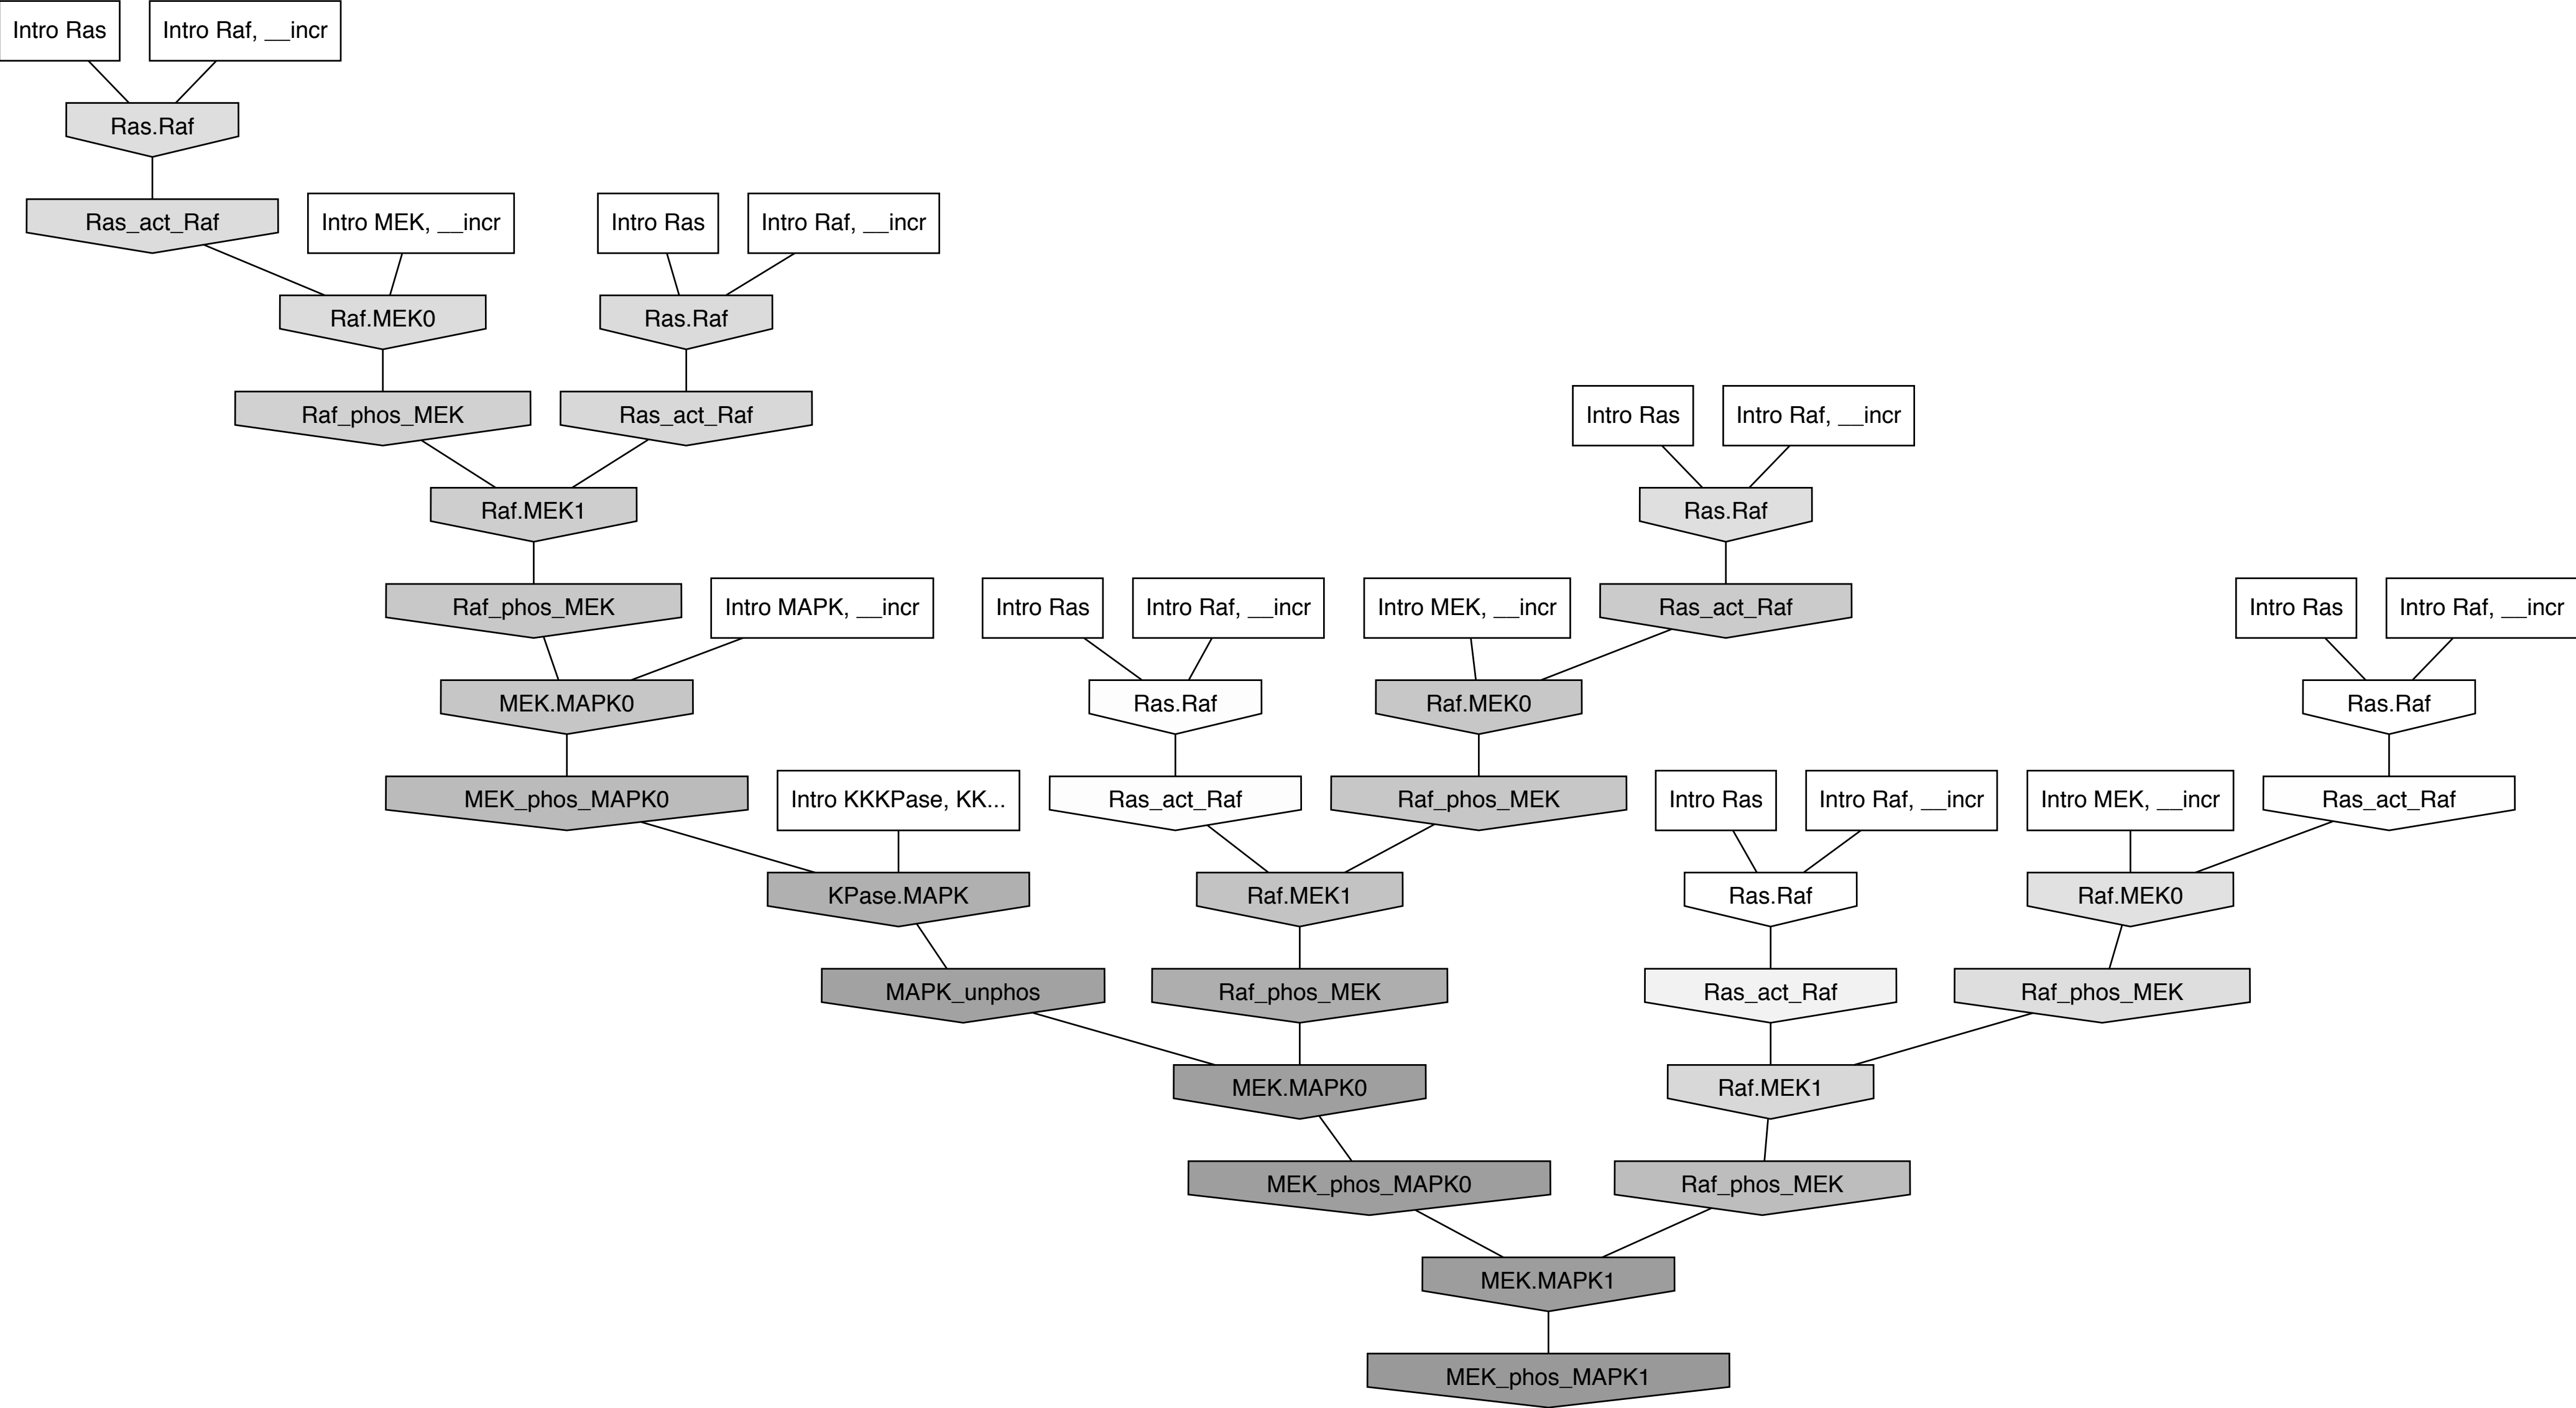 Intro Ras
Intro Raf, __incr
Ras.Raf
Ras_act_Raf
Intro MEK, __incr
Intro Ras
Intro Raf, __incr
Raf.MEK0
Ras.Raf
Raf_phos_MEK
Ras_act_Raf
Intro Ras
Intro Raf, __incr
Raf.MEK1
Ras.Raf
Raf_phos_MEK
Intro MAPK, __incr
Intro Ras
Intro Raf, __incr
Intro MEK, __incr
Ras_act_Raf
Intro Ras
Intro Raf, __incr
MEK.MAPK0
Ras.Raf
Raf.MEK0
Ras.Raf
MEK_phos_MAPK0
Intro KKKPase, KK...
Ras_act_Raf
Raf_phos_MEK
Intro Ras
Intro Raf, __incr
Intro MEK, __incr
Ras_act_Raf
KPase.MAPK
Raf.MEK1
Ras.Raf
Raf.MEK0
MAPK_unphos
Raf_phos_MEK
Ras_act_Raf
Raf_phos_MEK
MEK.MAPK0
Raf.MEK1
MEK_phos_MAPK0
Raf_phos_MEK
MEK.MAPK1
MEK_phos_MAPK1